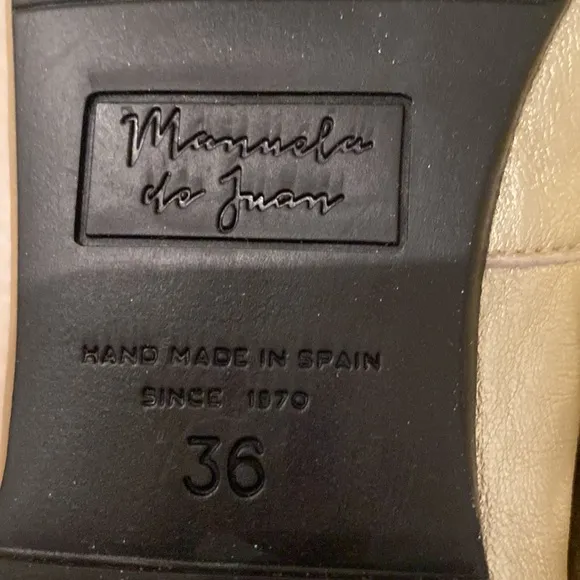 Manuela
de Juan
HAND MADE IN SPAIN
SINCE 1970
36